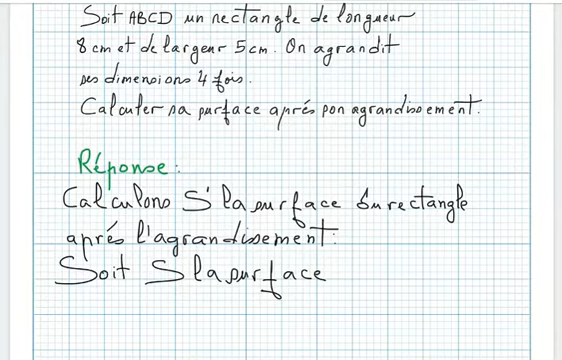 Soit ABCD un rectangle de longueur
8 cm et de largeur 5 cm. On agrandit
ses dimensions 4 fois.
Calculer sa surface après son agrandissement.
Réponse:
Calculons S' la surface du rectangle
après l'agrandissement:
Soit S la surface